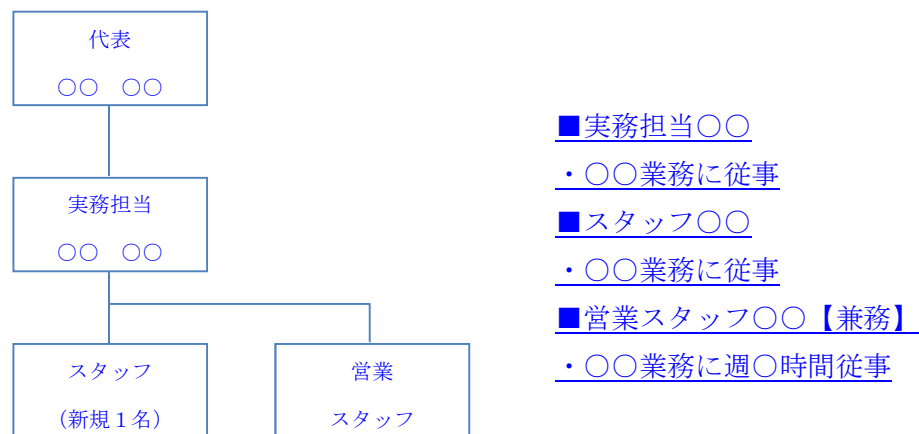 代表
○○　○○
実務担当
○○　○○
スタッフ
（新規１名）
営業
スタッフ
■実務担当○○
・○○業務に従事
■スタッフ○○
・○○業務に従事
■営業スタッフ○○【兼務】
・○○業務に週○時間従事